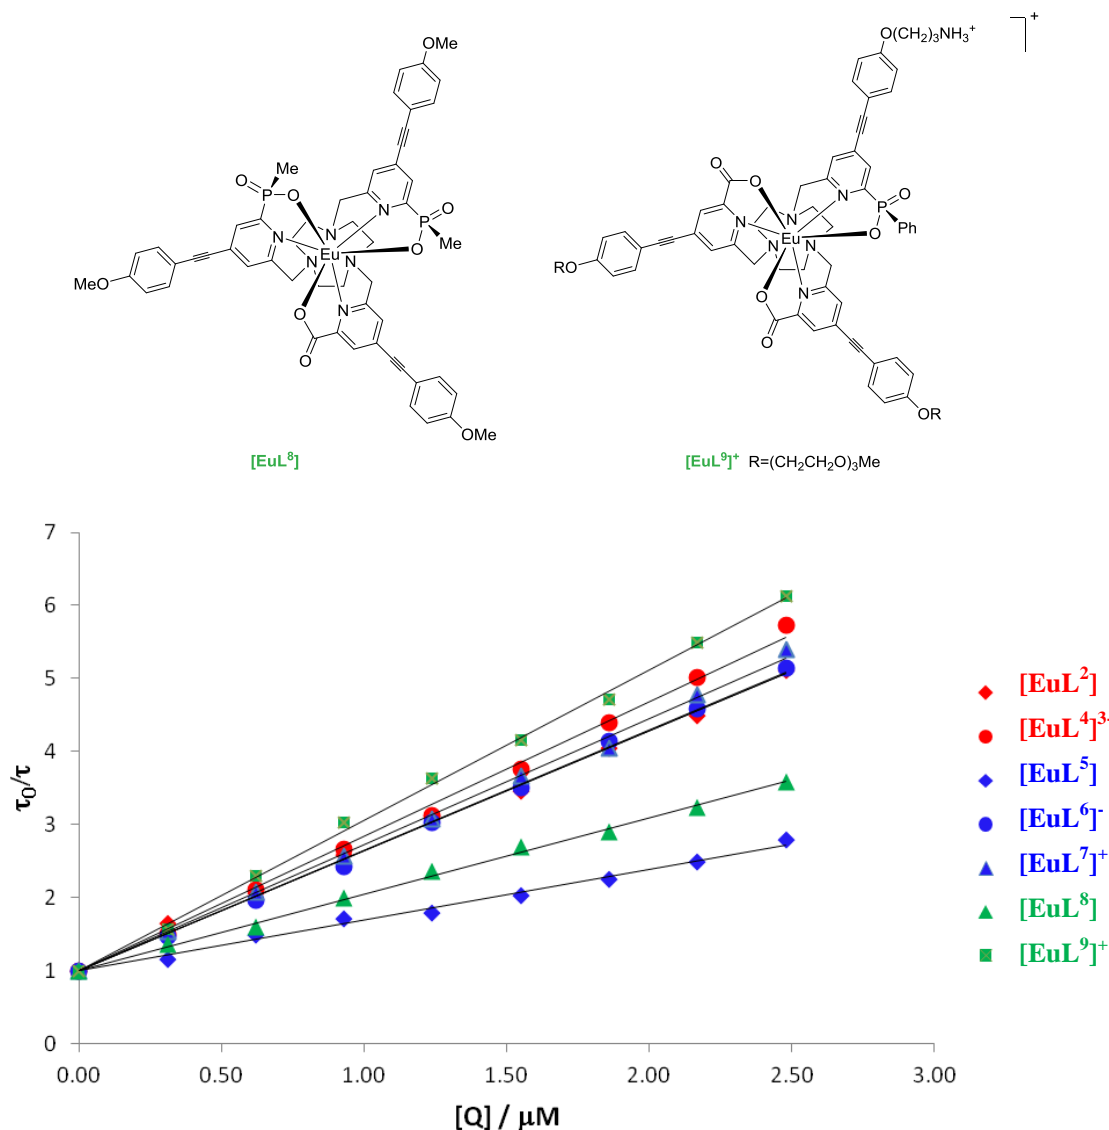 OMe
O(CH2)3NH3+
+
Me
O
P
O
N
O
P
Me
O
N
N
N
N
Eu
N
O
O
MeO
OMe
O
O
N
O
P
Ph
O
N
N
N
N
Eu
N
O
O
RO
OR
[EuL8]
[EuL9]+ R=(CH2CH2O)3Me
7
6
5
4
3
2
1
0
τ0/τ
0.00 0.50 1.00 1.50 2.00 2.50 3.00
[Q] / μM
[EuL2]
[EuL4]3-
[EuL5]
[EuL6]-
[EuL7]+
[EuL8]
[EuL9]+